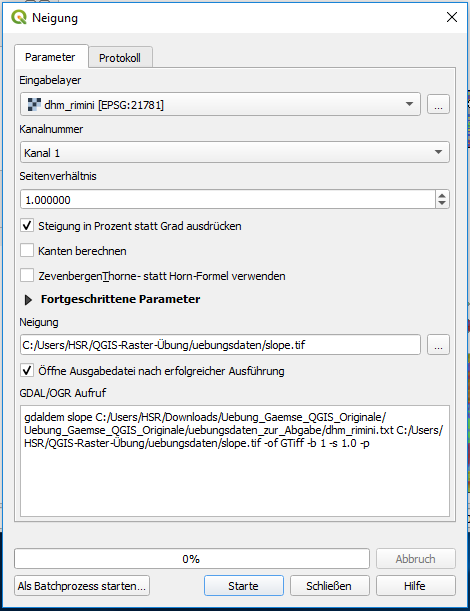 Neigung
Parameter
Protokoll
Eingabelayer
dhm_rimini [EPSG:21781]
...
Kanalnummer
Kanal 1
Seitenverhältnis
1.000000
Steigung in Prozent statt Grad ausdrücken
Kanten berechnen
ZevenbergenThorne- statt Horn-Formel verwenden
Fortgeschrittene Parameter
Neigung
C:/Users/HSR/QGIS-Raster-Übung/uebungsdaten/slope.tif
...
Öffne Ausgabedatei nach erfolgreicher Ausführung
GDAL/OGR Aufruf
gdaldem slope C:/Users/HSR/Downloads/Uebung_Gaemse_QGIS_Originale/
Uebung_Gaemse_QGIS_Originale/uebungsdaten_zur_Abgabe/dhm_rimini.txt C:/Users/
HSR/QGIS-Raster-Übung/uebungsdaten/slope.tif -of GTiff -b 1 -s 1.0 -p
0%
Abbruch
Als Batchprozess starten...
Starte
Schließen
Hilfe